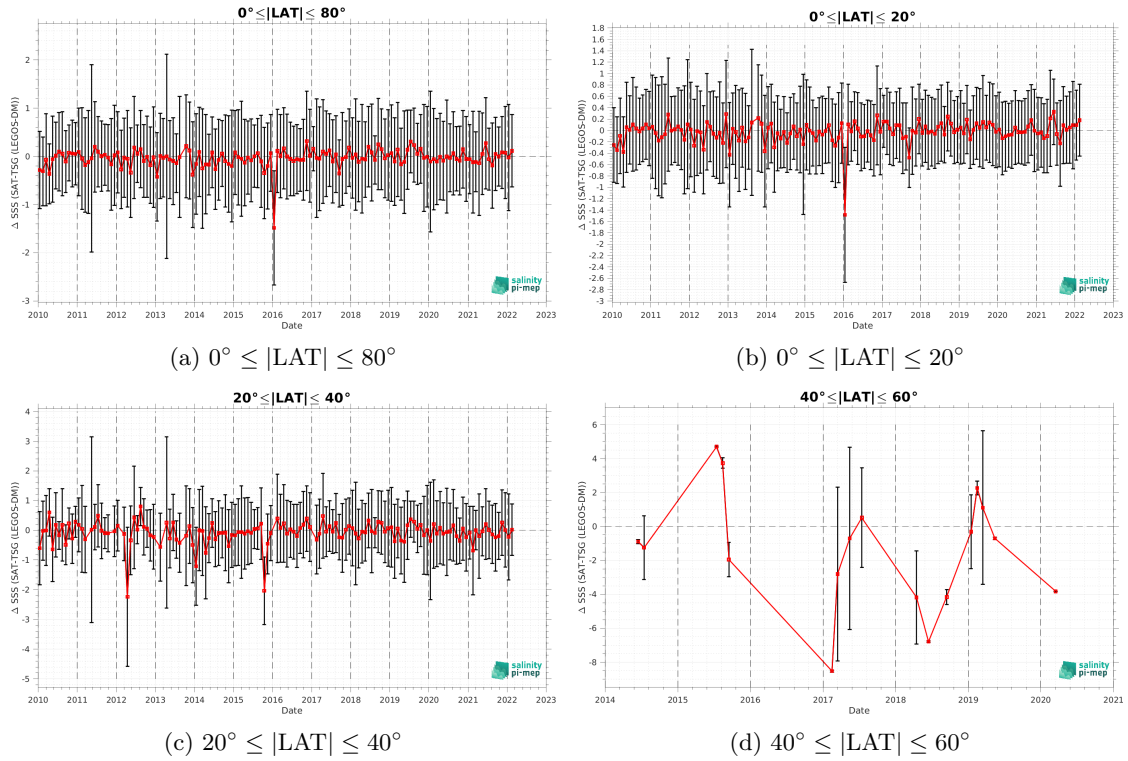 0°≤|LAT|≤ 80°
Δ SSS (SAT-TSG (LEGOS-DM))
2
1
0
-1
-2
-3
2010 2011 2012 2013 2014 2015 2016 2017 2018 2019 2020 2021 2022 2023
Date
salinity
pi-mep
(a) 0° ≤ |LAT| ≤ 80°
0°≤|LAT|≤ 20°
Δ SSS (SAT-TSG (LEGOS-DM))
1.8
1.6
1.4
1.2
1
0.8
0.6
0.4
0.2
0
-0.2
-0.4
-0.6
-0.8
-1
-1.2
-1.4
-1.6
-1.8
-2
-2.2
-2.4
-2.6
-2.8
-3
2010 2011 2012 2013 2014 2015 2016 2017 2018 2019 2020 2021 2022 2023
Date
salinity
pi-mep
(b) 0° ≤ |LAT| ≤ 20°
20°≤|LAT|≤ 40°
Δ SSS (SAT-TSG (LEGOS-DM))
4
3
2
1
0
-1
-2
-3
-4
-5
2010 2011 2012 2013 2014 2015 2016 2017 2018 2019 2020 2021 2022 2023
Date
salinity
pi-mep
(c) 20° ≤ |LAT| ≤ 40°
40°≤|LAT|≤ 60°
Δ SSS (SAT-TSG (LEGOS-DM))
6
4
2
0
-2
-4
-6
-8
2014 2015 2016 2017 2018 2019 2020 2021
Date
salinity
pi-mep
(d) 40° ≤ |LAT| ≤ 60°